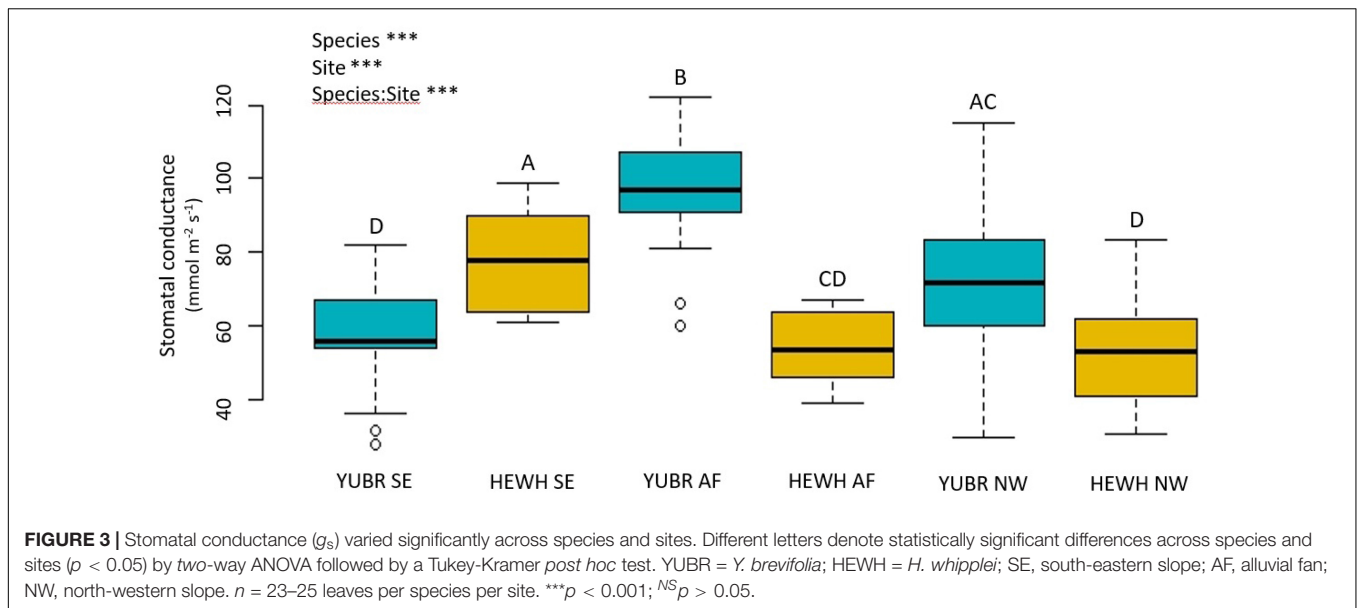 Species ***
Site ***
Species:Site ***
Stomatal conductance
(mmol m⁻² s⁻¹)
120
100
80
60
40
D
A
B
CD
AC
D
YUBR SE
HEWH SE
YUBR AF
HEWH AF
YUBR NW
HEWH NW
FIGURE 3 | Stomatal conductance (gs) varied significantly across species and sites. Different letters denote statistically significant differences across species and
sites (p < 0.05) by two-way ANOVA followed by a Tukey-Kramer post hoc test. YUBR = Y. brevifolia; HEWH = H. whipplei; SE, south-eastern slope; AF, alluvial fan;
NW, north-western slope. n = 23–25 leaves per species per site. ***p < 0.001; NSp > 0.05.